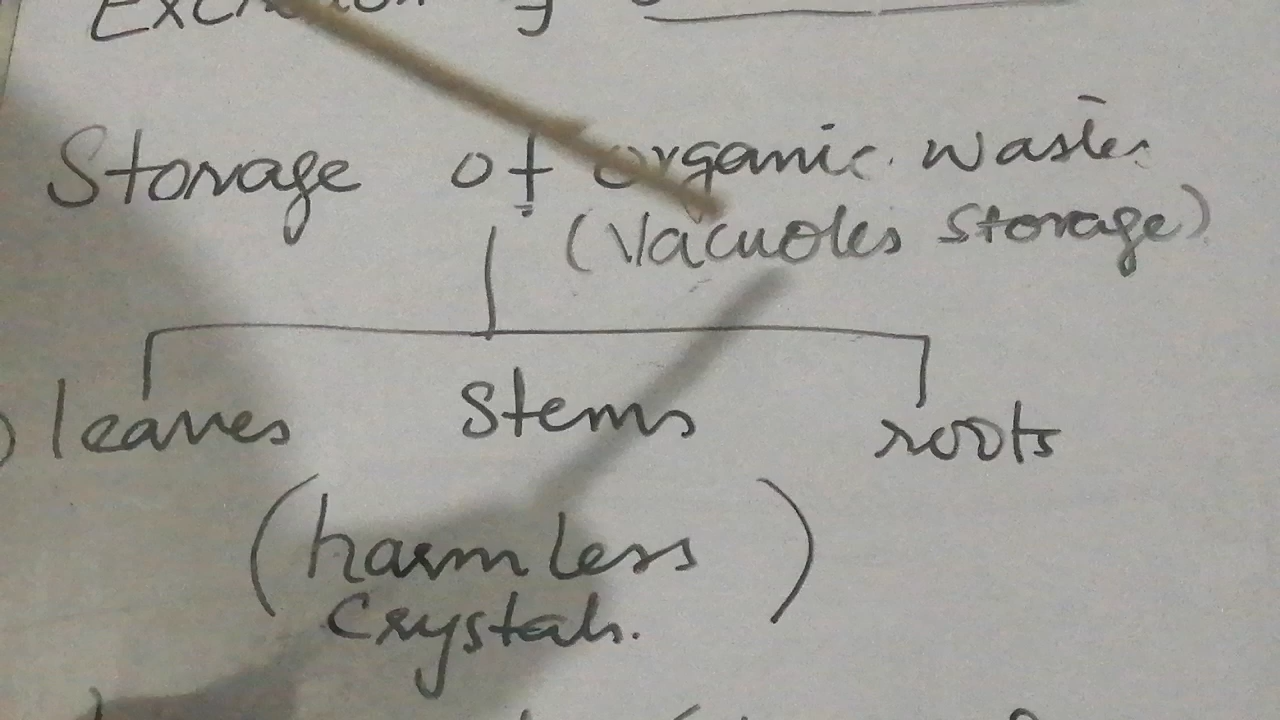 Storage of organic waste
(Vacuoles storage)
leaves stems roots
(harmless
crystals.)